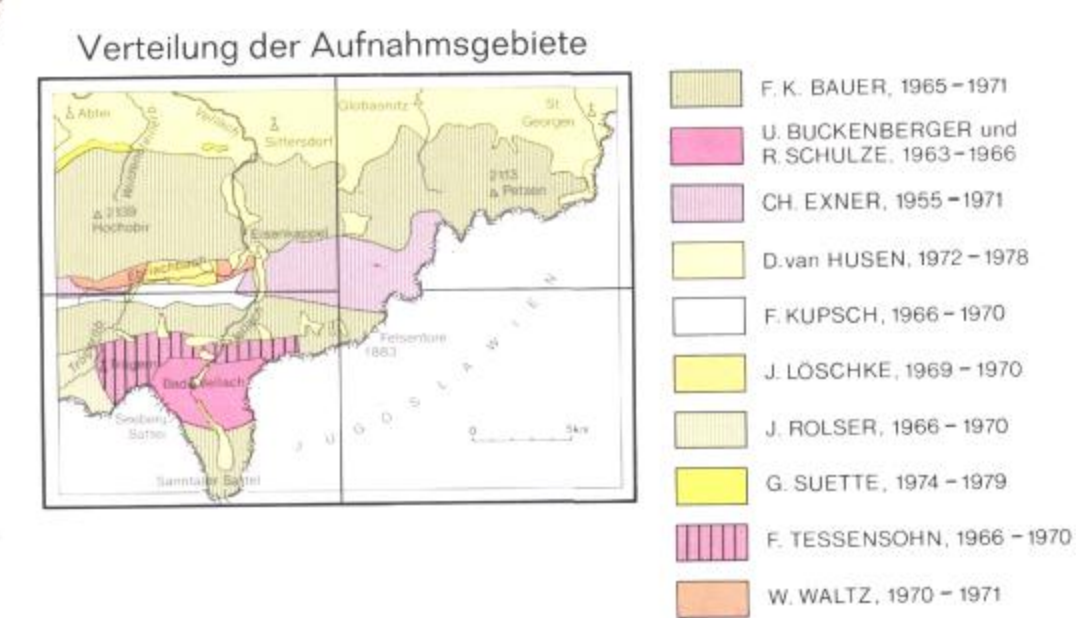 Verteilung der Aufnahmsgebiete
Abtei
Vellach
Sittersdorf
Globasnitz
St.
Georgen
2113
Petzen
2139
Hochobir
Eisenkappel
Ebriachbach
Trögern
Bad Vellach
Felsentore
1883
Seeberg
Sattel
Sanntaler Sattel
JUGOSLAWIEN
0 5km
F. K. BAUER, 1965-1971
U. BUCKENBERGER und
R. SCHULZE, 1963-1966
CH. EXNER, 1955-1971
D. van HUSEN, 1972-1978
F. KUPSCH, 1966-1970
J. LÖSCHKE, 1969-1970
J. ROLSER, 1966-1970
G. SUETTE, 1974-1979
F. TESSENSOHN, 1966-1970
W. WALTZ, 1970-1971